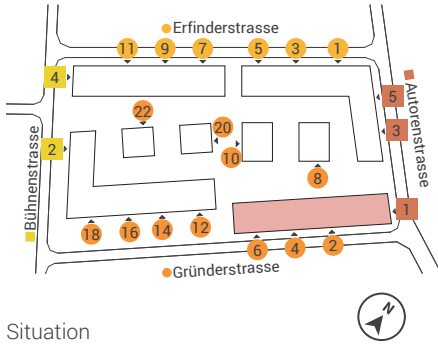 Erfinderstrasse
11 9 7 5 3 1
4
5
22
20
3
2
10
8
Autorenstrasse
Bühnenstrasse
1
18 16 14 12
6 4 2
Gründerstrasse
N
Situation